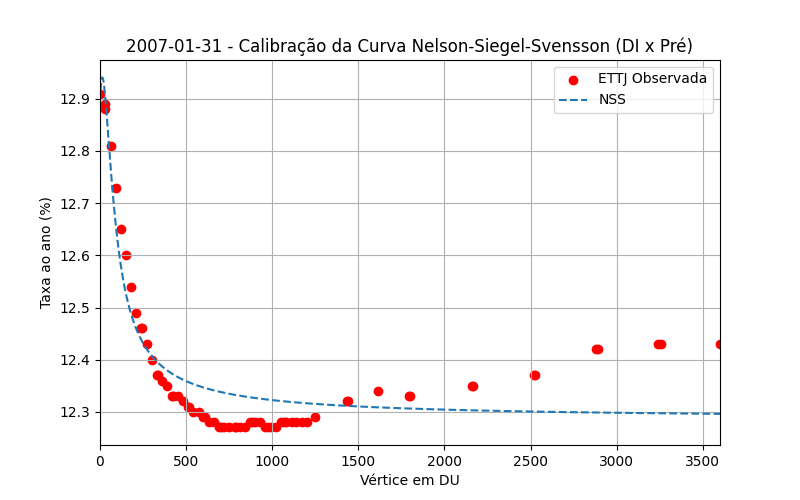 2007-01-31 - Calibração da Curva Nelson-Siegel-Svensson (DI x Pré)
ETTJ Observada
NSS
Taxa ao ano (%)
12.9
12.8
12.7
12.6
12.5
12.4
12.3
0 500 1000 1500 2000 2500 3000 3500
Vértice em DU